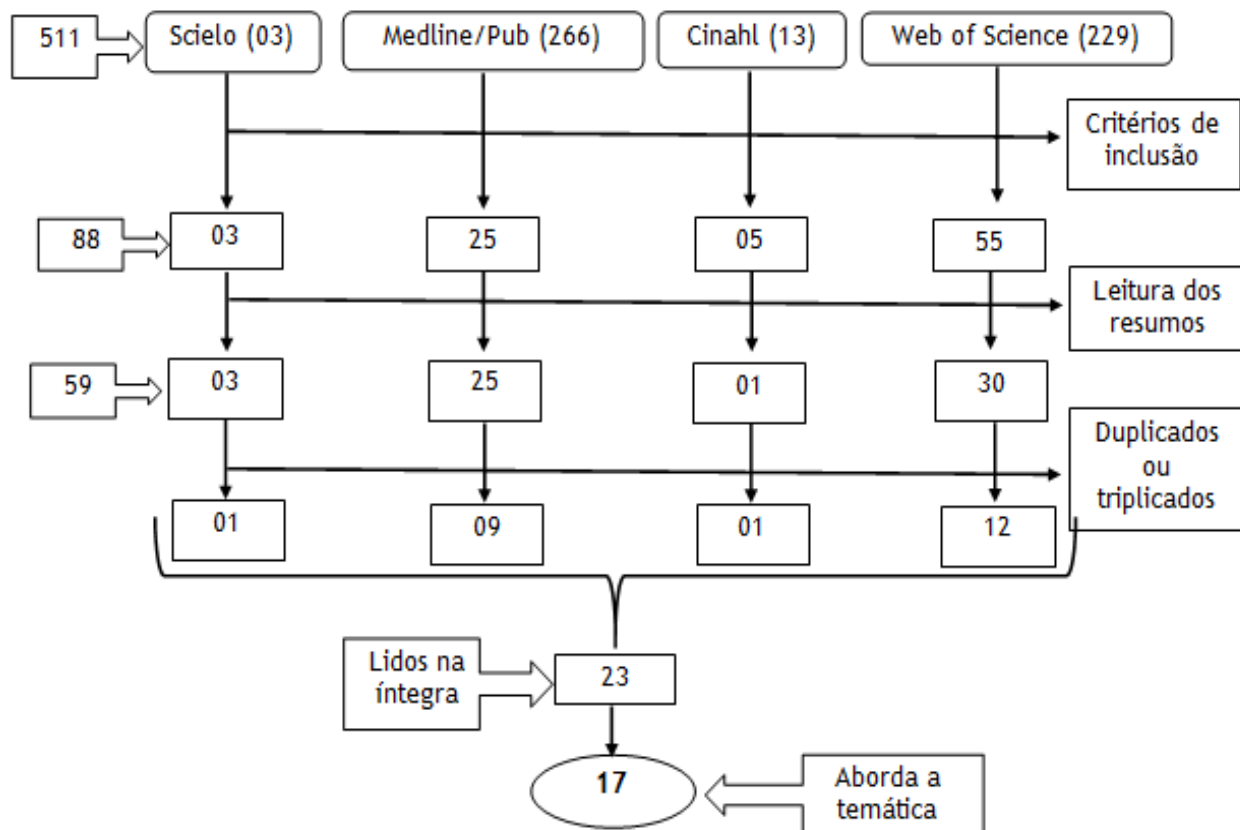 511
Scielo (03)
Medline/Pub (266)
Cinahl (13)
Web of Science (229)
Critérios de
inclusão
88
03
25
05
55
Leitura dos
resumos
59
03
25
01
30
Duplicados
ou
triplicados
01
09
01
12
Lidos na
íntegra
23
17
Aborda a
temática